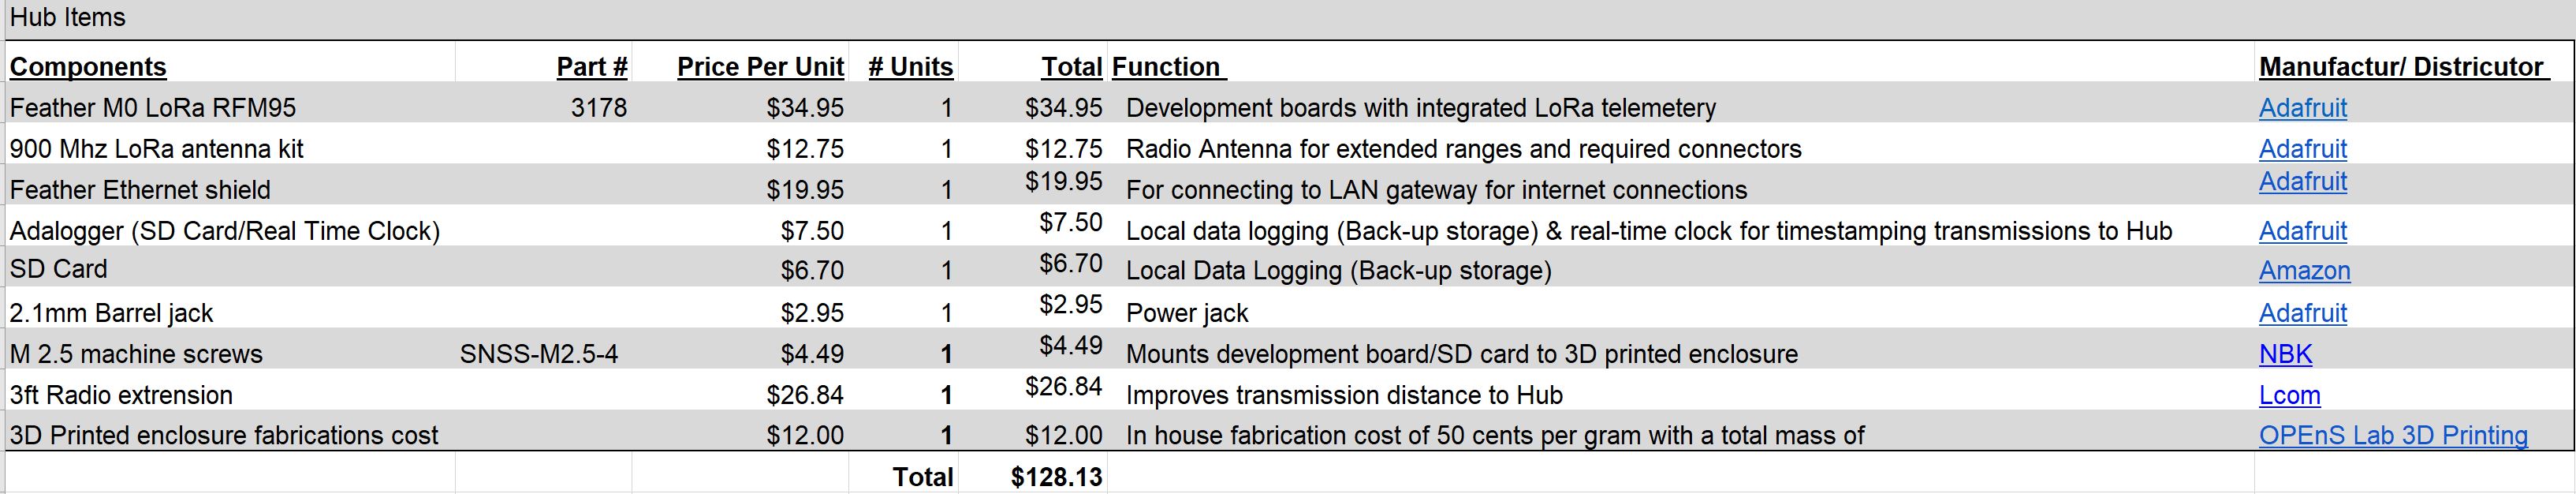 Hub Items
Components Part # Price Per Unit # Units Total Function Manufactur/ Districutor
Feather M0 LoRa RFM95 3178 $34.95 1 $34.95 Development boards with integrated LoRa telemetery Adafruit
900 Mhz LoRa antenna kit $12.75 1 $12.75 Radio Antenna for extended ranges and required connectors Adafruit
Feather Ethernet shield $19.95 1 $19.95 For connecting to LAN gateway for internet connections Adafruit
Adalogger (SD Card/Real Time Clock) $7.50 1 $7.50 Local data logging (Back-up storage) & real-time clock for timestamping transmissions to Hub Adafruit
SD Card $6.70 1 $6.70 Local Data Logging (Back-up storage) Amazon
2.1mm Barrel jack $2.95 1 $2.95 Power jack Adafruit
M 2.5 machine screws SNSS-M2.5-4 $4.49 1 $4.49 Mounts development board/SD card to 3D printed enclosure NBK
3ft Radio extrension $26.84 1 $26.84 Improves transmission distance to Hub Lcom
3D Printed enclosure fabrications cost $12.00 1 $12.00 In house fabrication cost of 50 cents per gram with a total mass of OPEnS Lab 3D Printing
Total $128.13